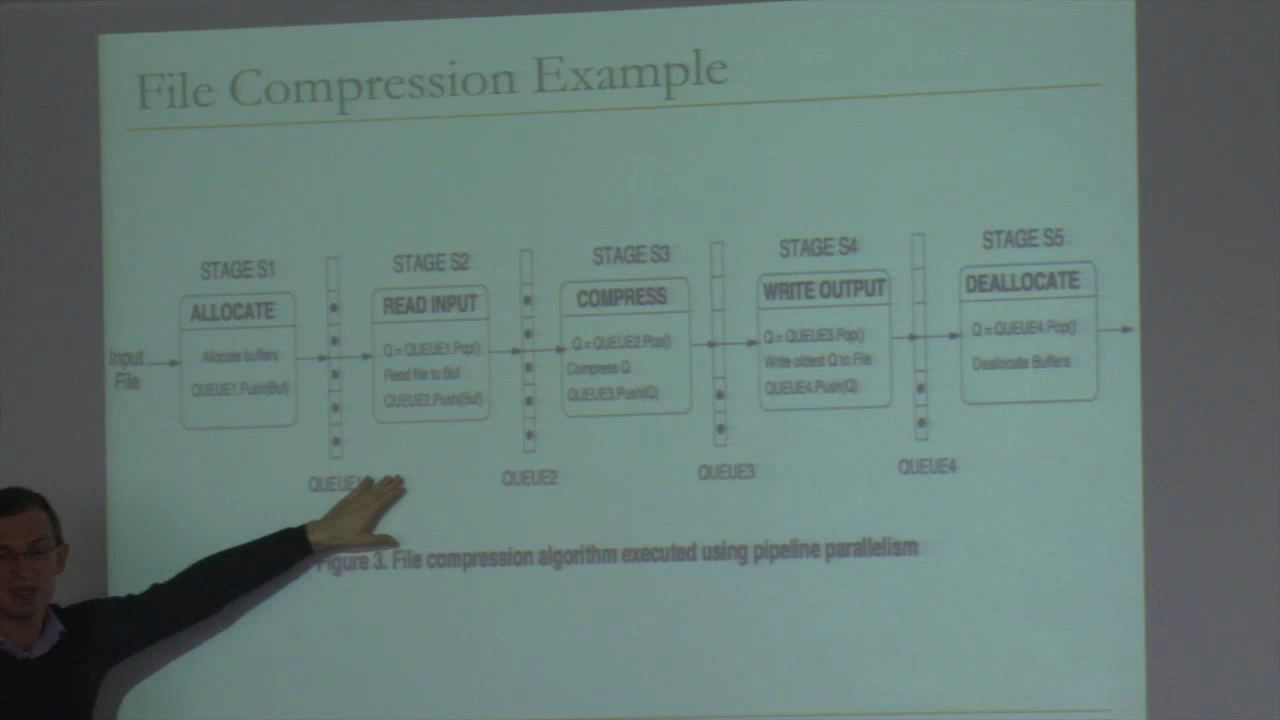 File Compression Example
STAGE S1
STAGE S2
STAGE S3
STAGE S4
STAGE S5
ALLOCATE
Allocate buffers
QUEUE1.Push(Buf)
READ INPUT
Q = QUEUE1.Pop()
Read file to Buf
QUEUE2.Push(Buf)
COMPRESS
Q = QUEUE2.Pop()
Compress Q
QUEUE3.Push(Q)
WRITE OUTPUT
Q = QUEUE3.Pop()
Write oldest Q to File
QUEUE4.Push(Q)
DEALLOCATE
Q = QUEUE4.Pop()
Deallocate Buffers
Input
File
QUEUE1
QUEUE2
QUEUE3
QUEUE4
Figure 3. File compression algorithm executed using pipeline parallelism